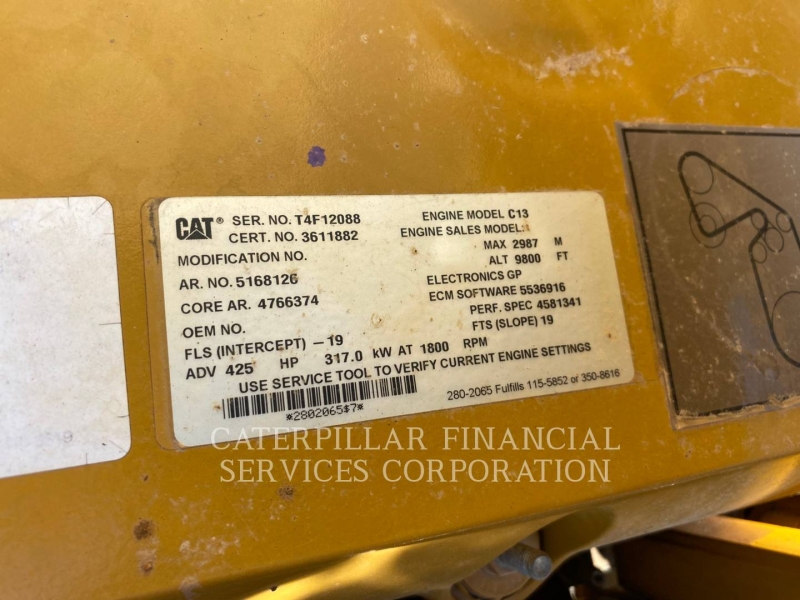 CAT® SER. NO. T4F12088 ENGINE MODEL C13
CERT. NO. 3611882 ENGINE SALES MODEL:
MODIFICATION NO. MAX 2987 M
ALT 9800 FT
AR. NO. 5168126 ELECTRONICS GP
CORE AR. 4766374 ECM SOFTWARE 5536916
OEM NO. PERF. SPEC 4581341
FLS (INTERCEPT) -19 FTS (SLOPE) 19
ADV 425 HP 317.0 kW AT 1800 RPM
USE SERVICE TOOL TO VERIFY CURRENT ENGINE SETTINGS
*2802065$7* 280-2065 Fulfills 115-5852 or 350-8616
CATERPILLAR FINANCIAL
SERVICES CORPORATION